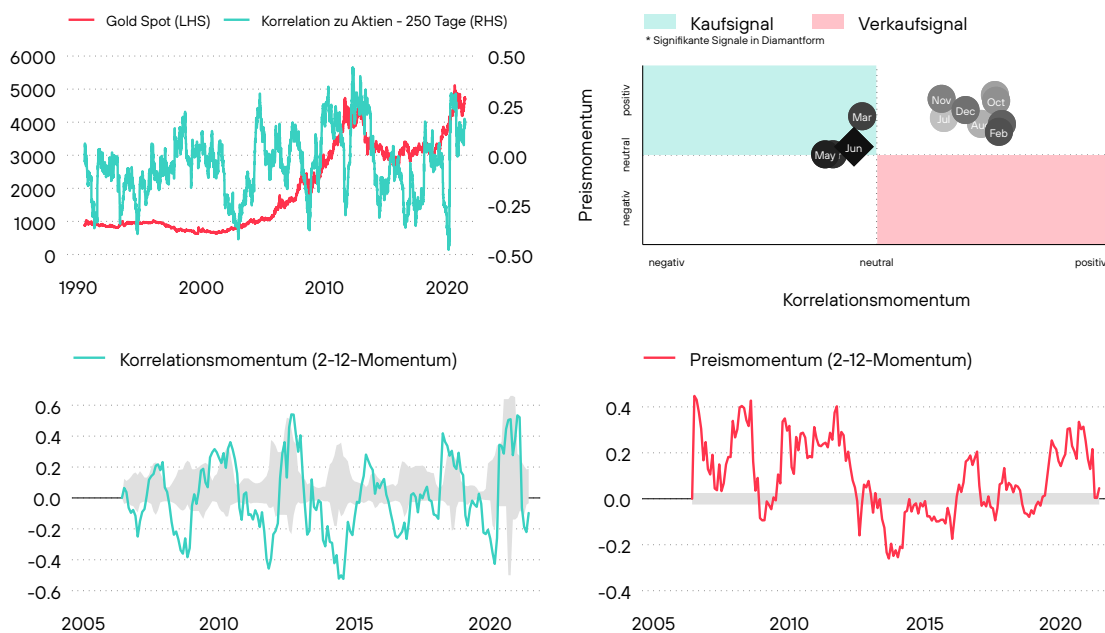 Gold Spot (LHS)
Korrelation zu Aktien - 250 Tage (RHS)
6000
5000
4000
3000
2000
1000
0
0.50
0.25
0.00
-0.25
-0.50
1990
2000
2010
2020
Kaufsignal
Verkaufsignal
* Signifikante Signale in Diamantform
Preismomentum
positiv
neutral
negativ
Nov
Jul
Dec
Oct
Feb
Mar
Jun
May
negativ
neutral
positiv
Korrelationsmomentum
Korrelationsmomentum (2-12-Momentum)
0.6
0.4
0.2
0.0
-0.2
-0.4
-0.6
2005
2010
2015
2020
Preismomentum (2-12-Momentum)
0.4
0.2
0.0
-0.2
-0.4
2005
2010
2015
2020